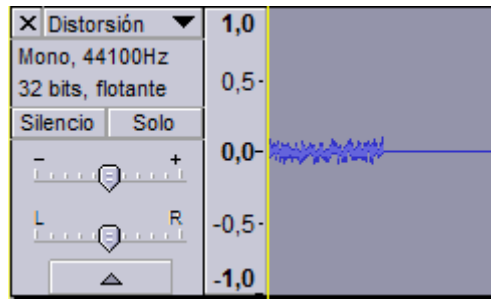 Distorsión
Mono, 44100Hz
32 bits, flotante
Silencio Solo
- +
L R
1,0
0,5
0,0
-0,5
-1,0